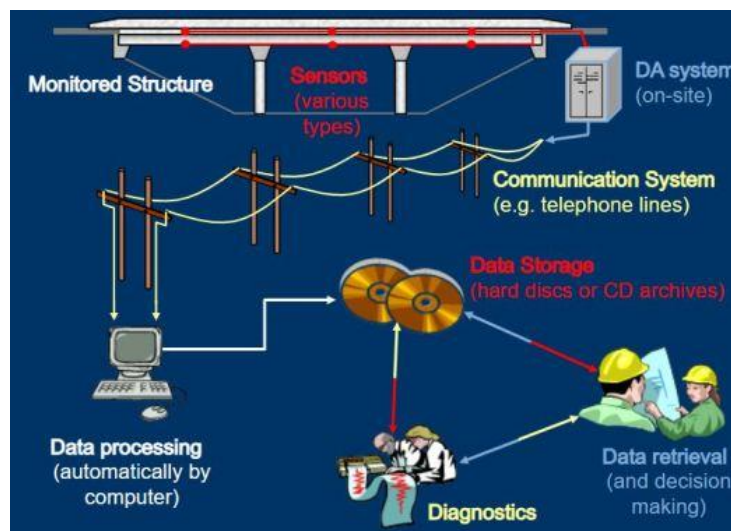 Monitored Structure
Sensors
(various
types)
DA system
(on-site)
Communication System
(e.g. telephone lines)
Data Storage
(hard discs or CD archives)
Data processing
(automatically by
computer)
Diagnostics
Data retrieval
(and decision
making)